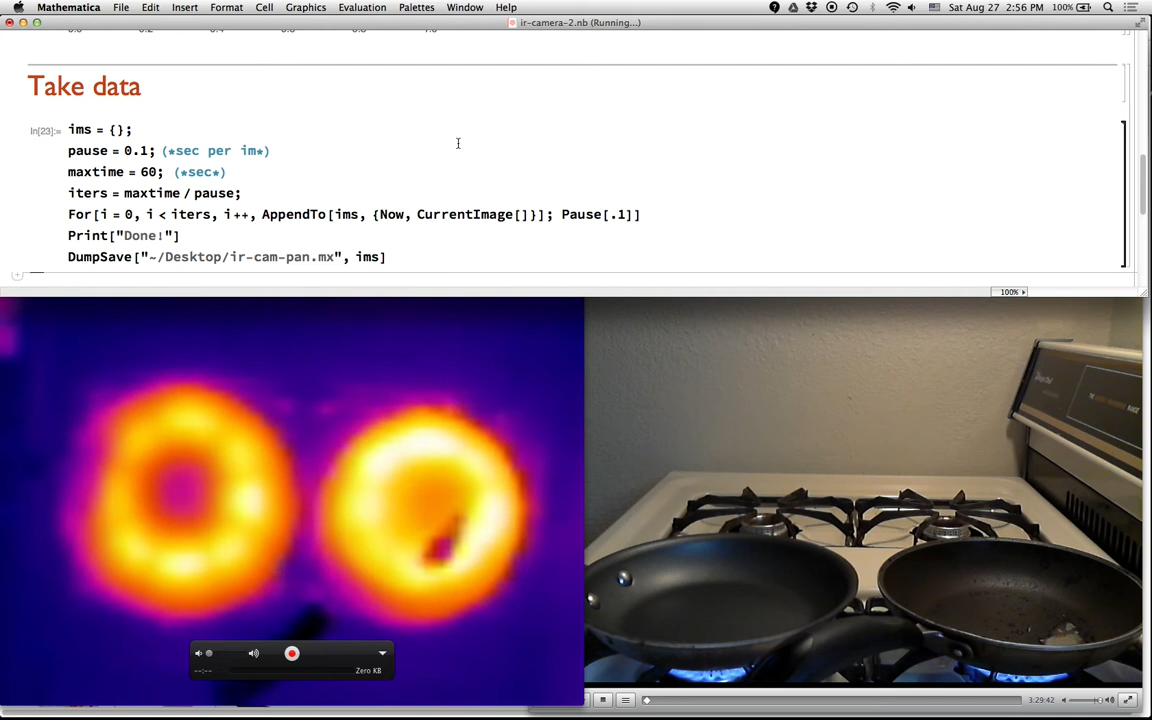 Mathematica File Edit Insert Format Cell Graphics Evaluation Palettes Window Help Sat Aug 27 2:56 PM 100%
ir-camera-2.nb (Running...)
Take data
In[23]:= ims = {};
pause = 0.1; (*sec per im*)
maxtime = 60; (*sec*)
iters = maxtime / pause;
For[i = 0, i < iters, i++, AppendTo[ims, {Now, CurrentImage[]}]; Pause[.1]]
Print["Done!"]
DumpSave["~/Desktop/ir-cam-pan.mx", ims]
100%
--:-- Zero KB
3:29:42